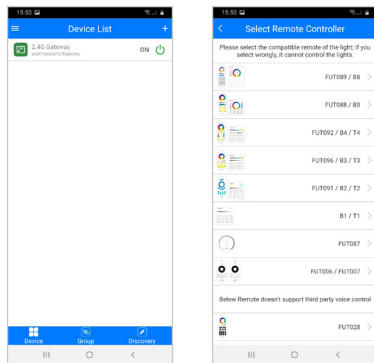 15:50
Device List
+
2.4G Gateway
ON
Device
Group
Discovery
15:50
Select Remote Controller
Please select the compatible remote of the light; if you
select wrongly, it cannot control the lights.
FUT089 / B8
FUT088 / B0
FUT092 / B4 / T4
FUT096 / B3 / T3
FUT091 / B2 / T2
B1 / T1
FUT087
FUT006 / FUT007
Below Remote doesn't support third party voice control
FUT028